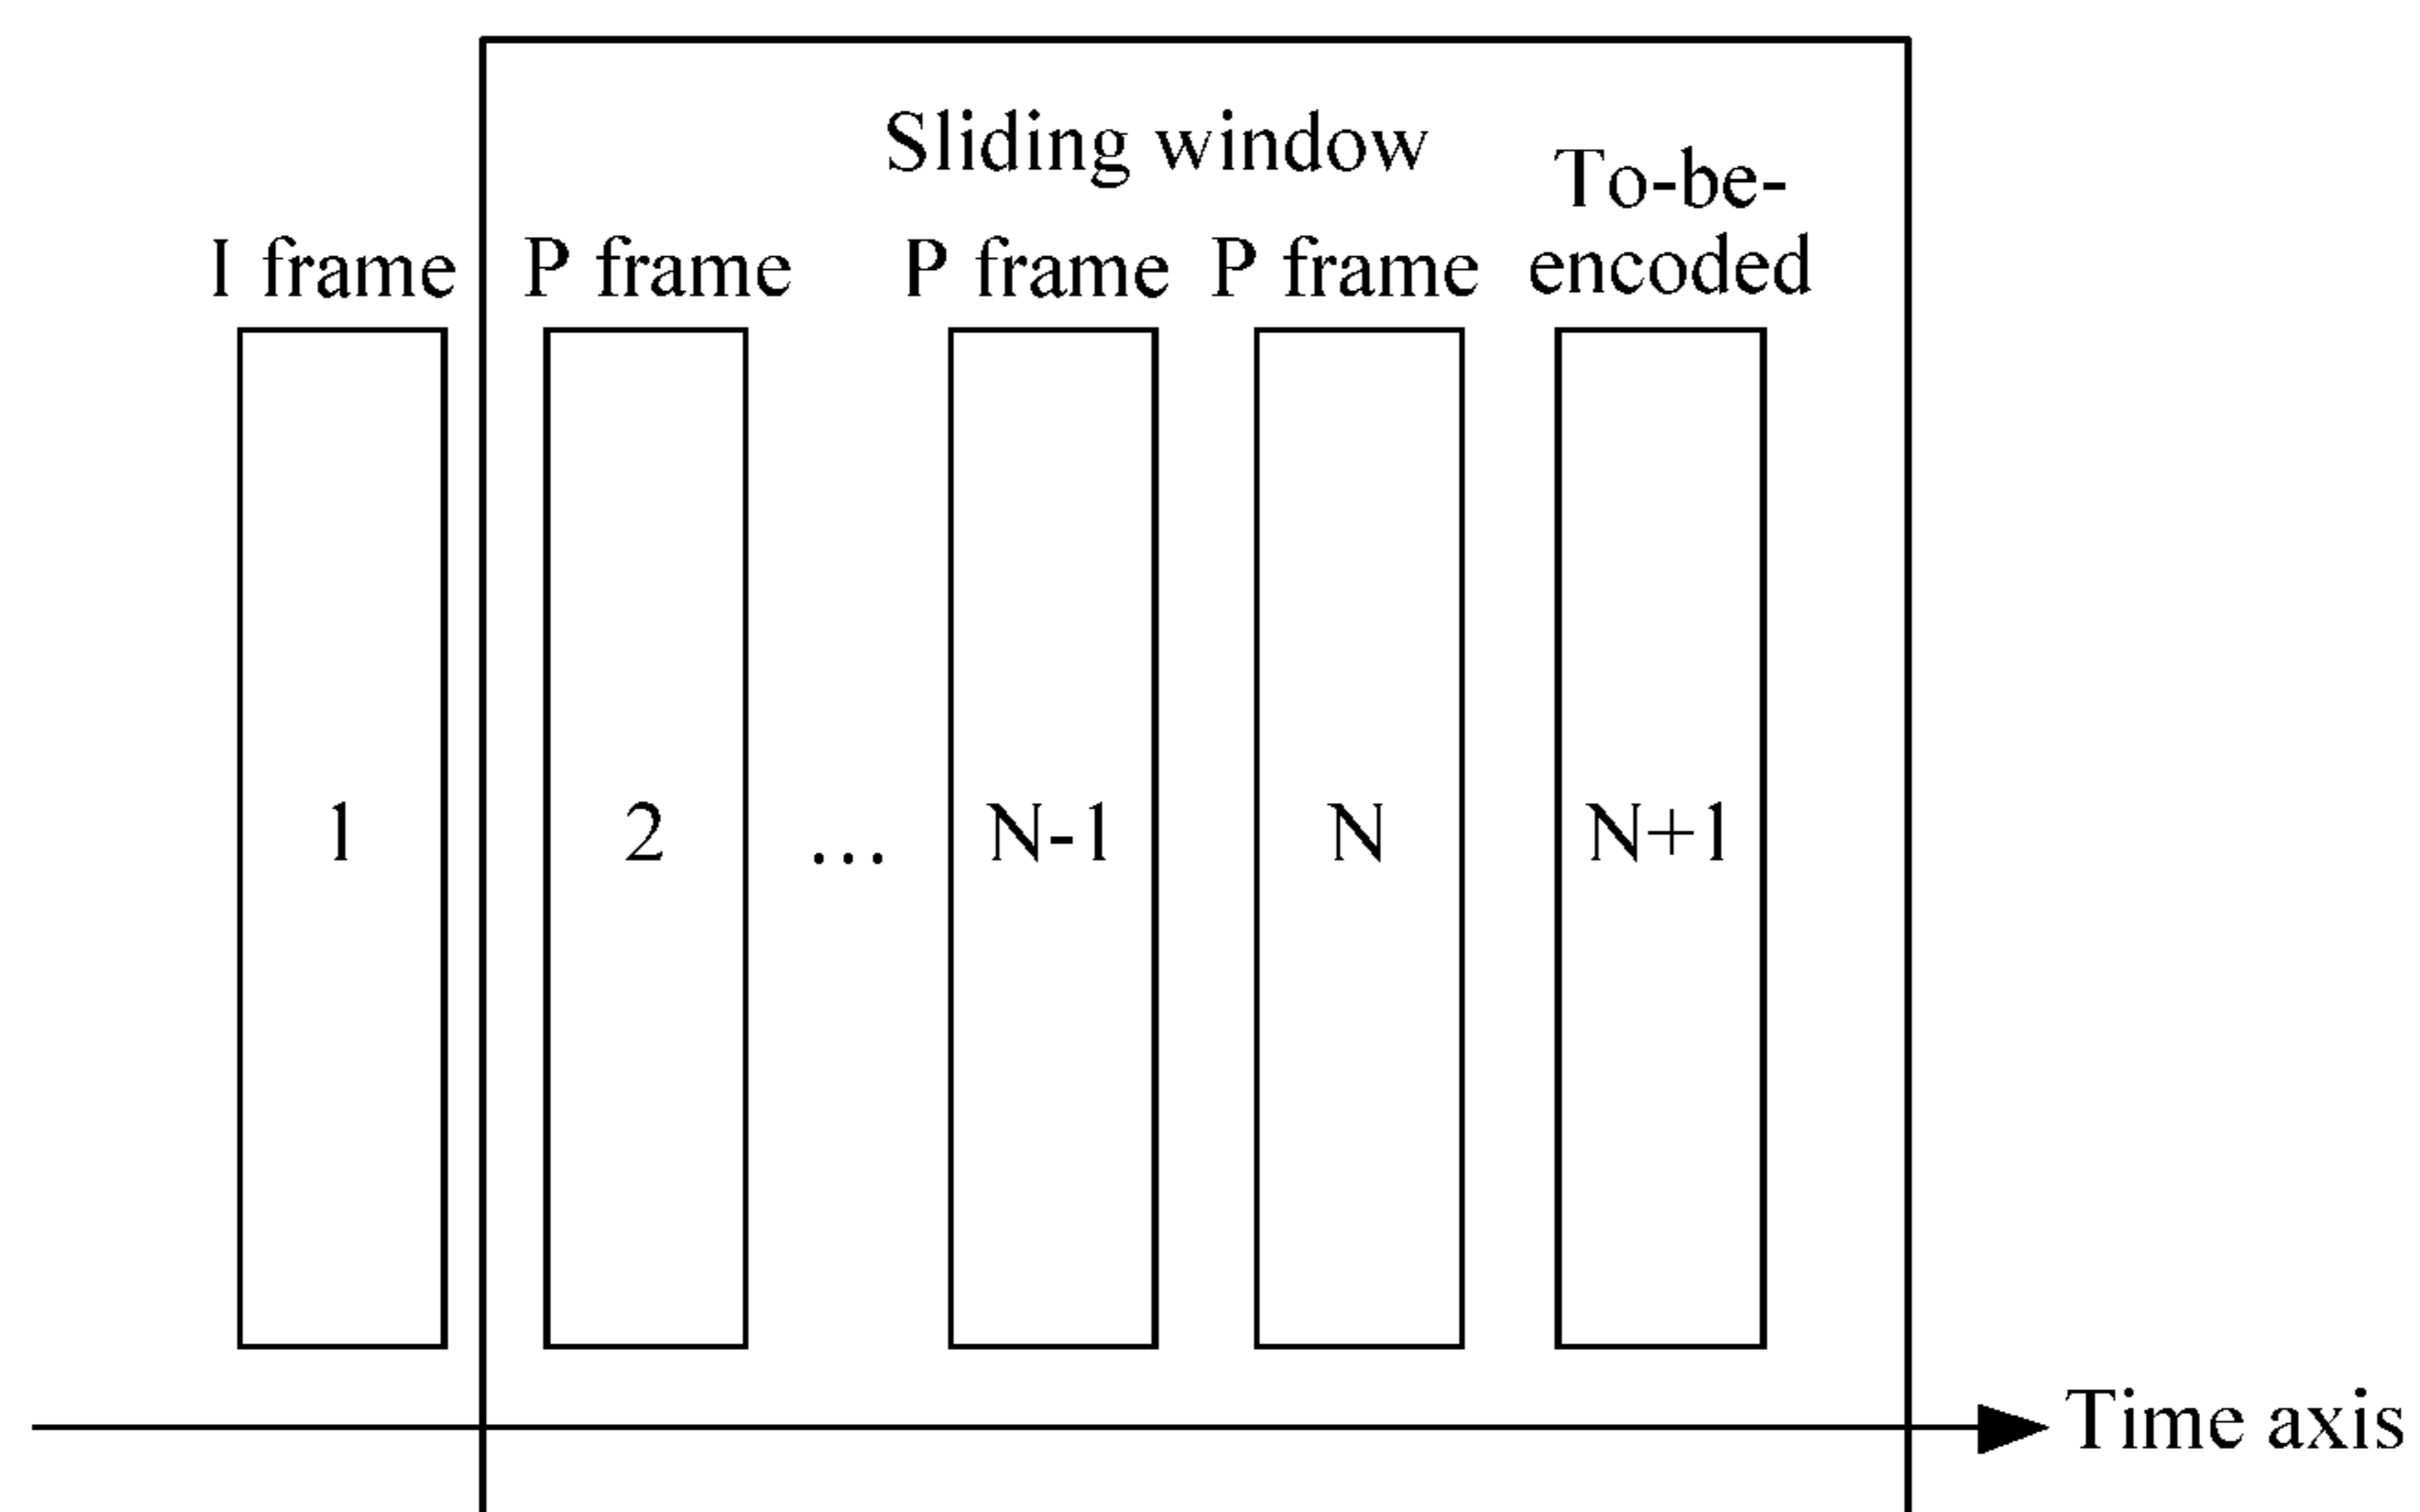 Sliding window
To-be-
I frame P frame P frame P frame encoded
1 2 ... N-1 N N+1
Time axis